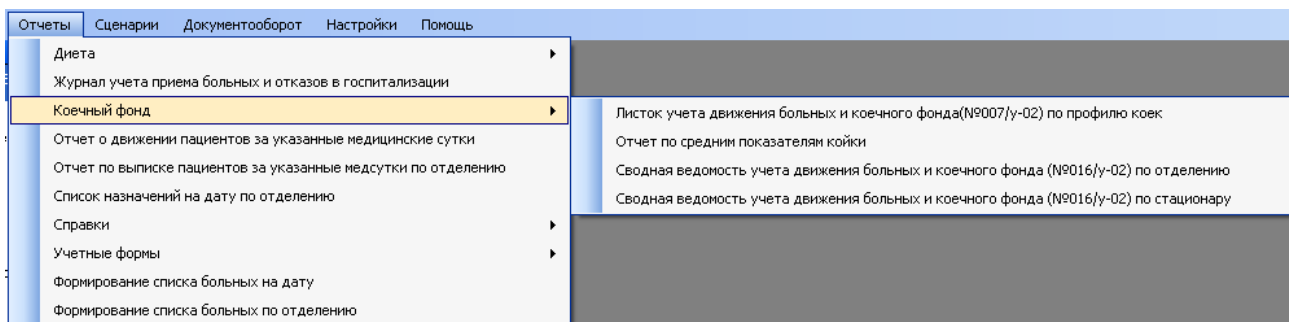 Отчеты Сценарии Документооборот Настройки Помощь
Диета
Журнал учета приема больных и отказов в госпитализации
Коечный фонд
Листок учета движения больных и коечного фонда(№007/у-02) по профилю коек
Отчет о движении пациентов за указанные медицинские сутки
Отчет по средним показателям койки
Отчет по выписке пациентов за указанные медсутки по отделению
Сводная ведомость учета движения больных и коечного фонда (№016/у-02) по отделению
Список назначений на дату по отделению
Сводная ведомость учета движения больных и коечного фонда (№016/у-02) по стационару
Справки
Учетные формы
Формирование списка больных на дату
Формирование списка больных по отделению